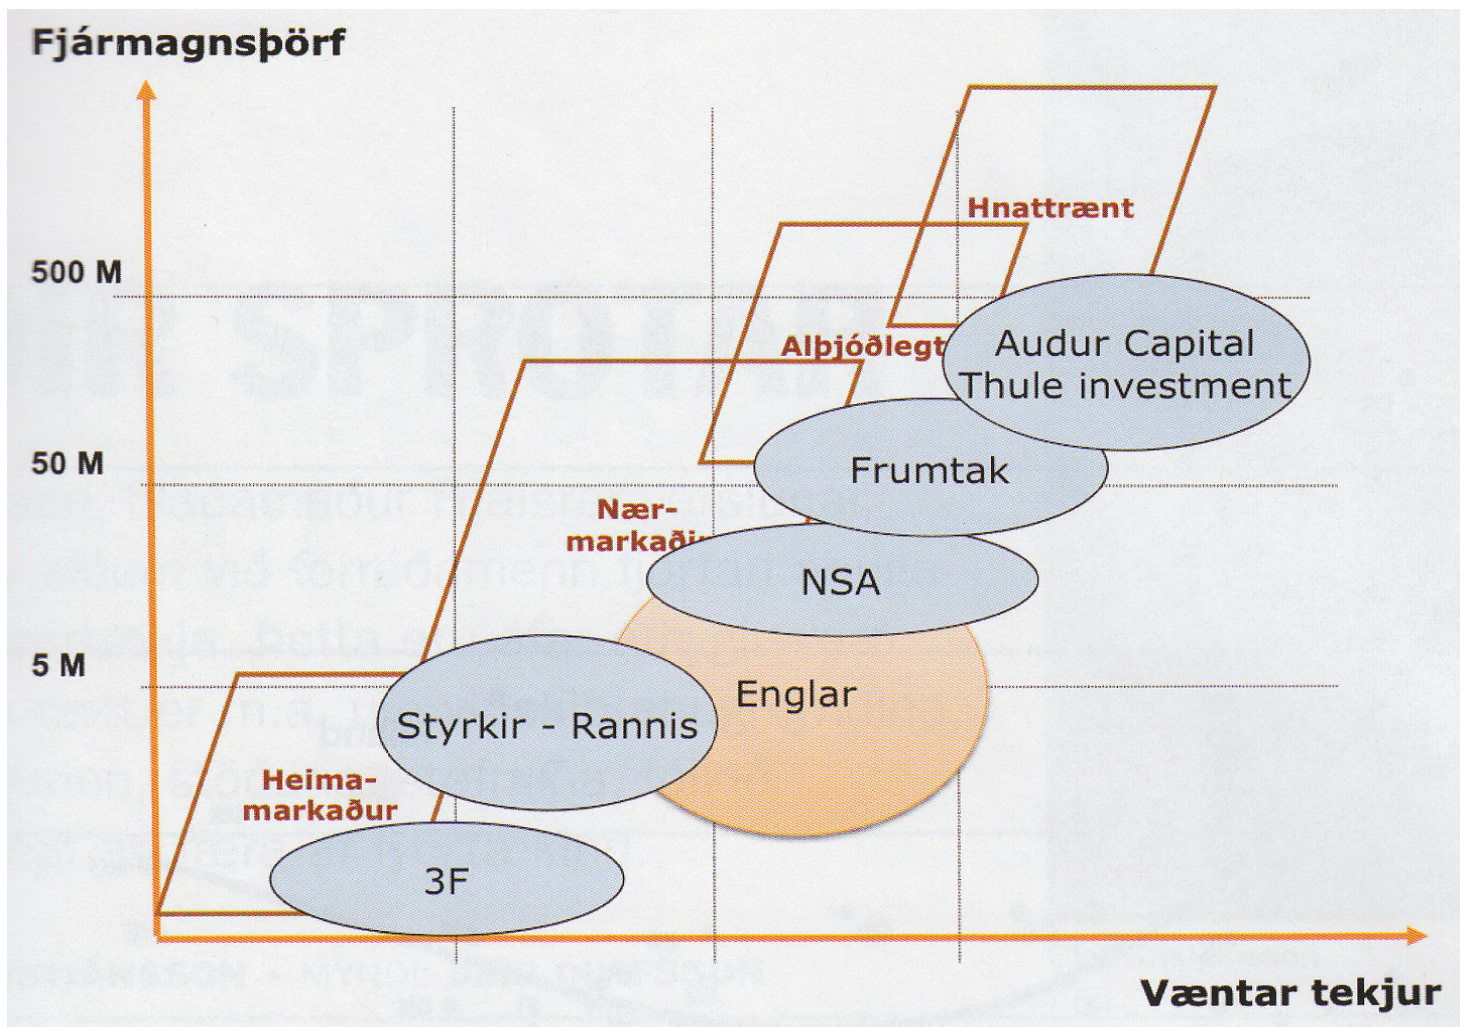 Fjármagnsþörf
Hnattrænt
500 M
Alþjóðlegt
Audur Capital
Thule investment
50 M
Frumtak
Nær-
markaðir
NSA
5 M
Englar
Styrkir - Rannis
Heima-
markaður
3F
Væntar tekjur